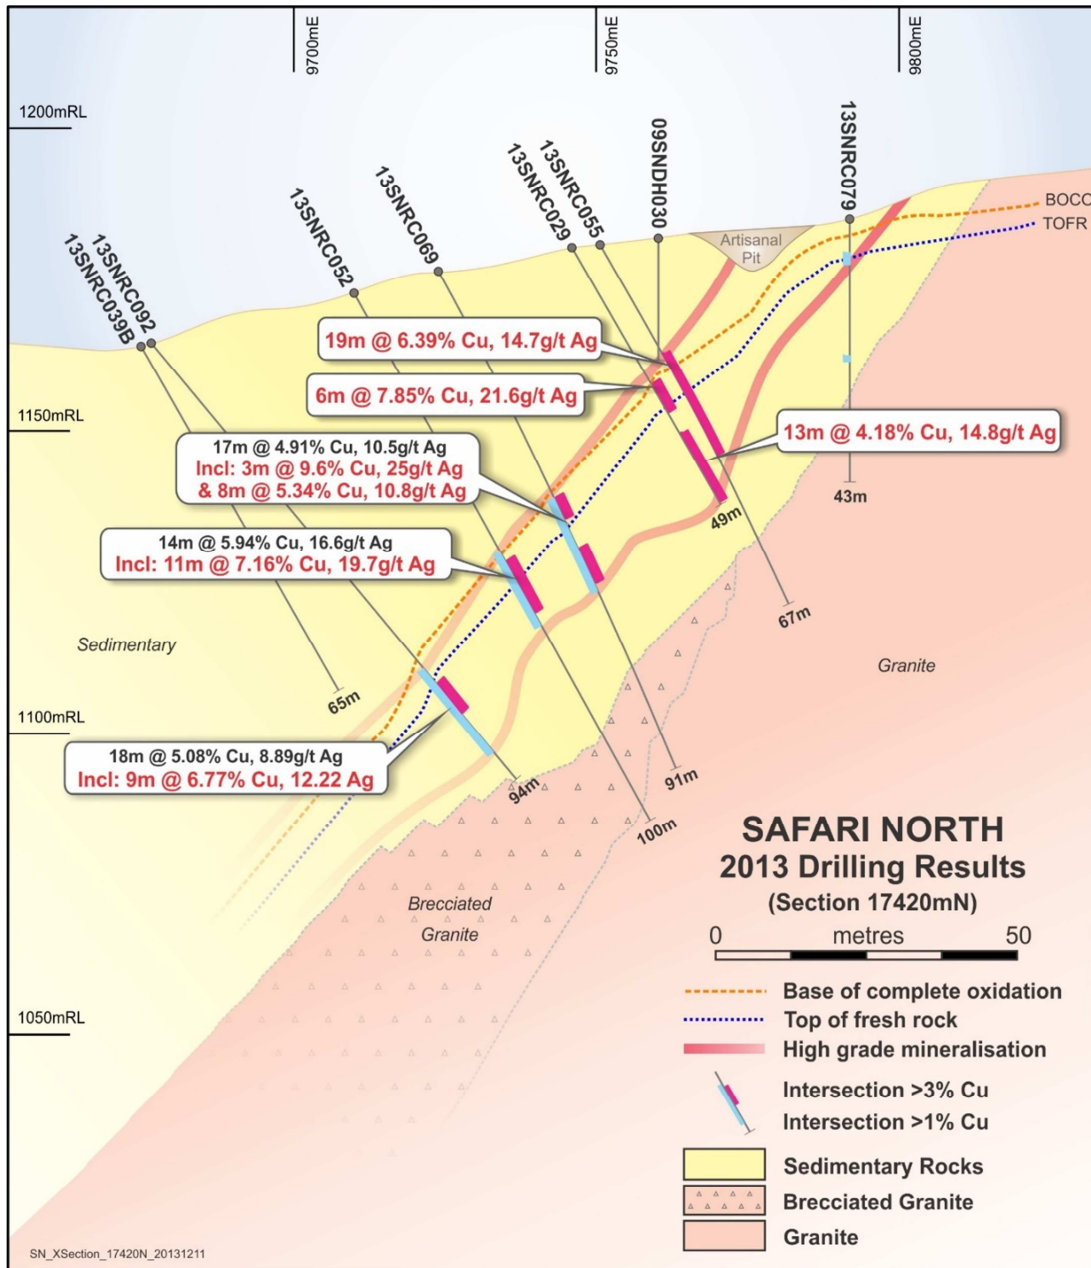 9700mE
9750mE
9800mE
1200mRL
1150mRL
1100mRL
1050mRL
13SNRC039B
13SNRC092
13SNRC052
13SNRC069
13SNRC029
13SNRC055
09SNDH030
13SNRC079
BOCO
TOFR
Artisanal
Pit
19m @ 6.39% Cu, 14.7g/t Ag
6m @ 7.85% Cu, 21.6g/t Ag
13m @ 4.18% Cu, 14.8g/t Ag
17m @ 4.91% Cu, 10.5g/t Ag
Incl: 3m @ 9.6% Cu, 25g/t Ag
& 8m @ 5.34% Cu, 10.8g/t Ag
14m @ 5.94% Cu, 16.6g/t Ag
Incl: 11m @ 7.16% Cu, 19.7g/t Ag
18m @ 5.08% Cu, 8.89g/t Ag
Incl: 9m @ 6.77% Cu, 12.22 Ag
43m
49m
67m
65m
94m
91m
100m
Sedimentary
Granite
Brecciated
Granite
SAFARI NORTH
2013 Drilling Results
(Section 17420mN)
0 metres 50
Base of complete oxidation
Top of fresh rock
High grade mineralisation
Intersection >3% Cu
Intersection >1% Cu
Sedimentary Rocks
Brecciated Granite
Granite
SN_XSection_17420N_20131211